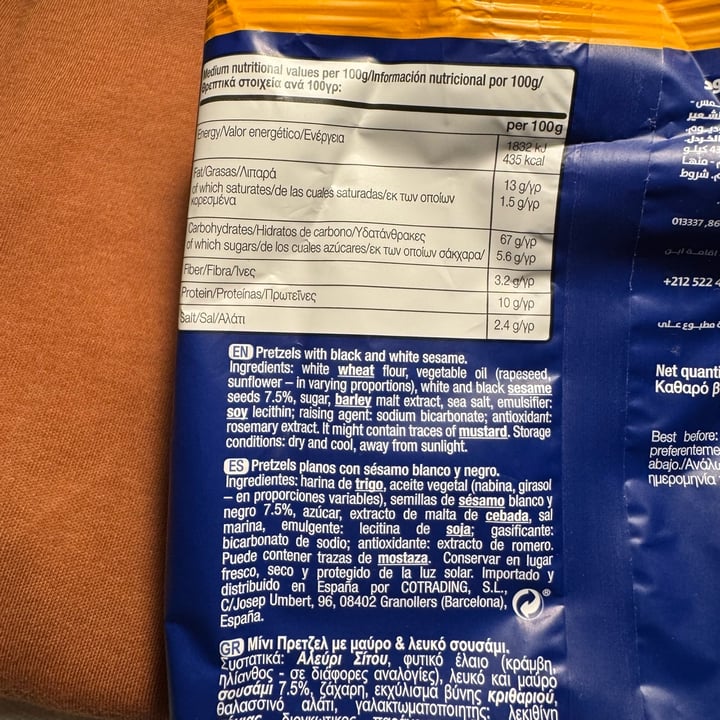 Medium nutritional values per 100g/Información nutricional por 100g/
θρεπτικά στοιχεία ανά 100γρ:
per 100g
Energy/Valor energético/Ενέργεια
1832 kJ
435 kcal
Fat/Grasas/Λιπαρά
13 g/γρ
of which saturates/de las cuales saturadas/εκ των οποίων
κορεσμένα
1.5 g/γρ
Carbohydrates/Hidratos de carbono/Υδατάνθρακες
67 g/γρ
of which sugars/de los cuales azúcares/εκ των οποίων σάκχαρα/
5.6 g/γρ
Fiber/Fibra/Ίνες
3.2 g/γρ
Protein/Proteínas/Πρωτεΐνες
10 g/γρ
Salt/Sal/Αλάτι
2.4 g/γρ
EN Pretzels with black and white sesame.
Ingredients: white wheat flour, vegetable oil (rapeseed,
sunflower – in varying proportions), white and black sesame
seeds 7.5%, sugar, barley malt extract, sea salt, emulsifier:
soy lecithin; raising agent: sodium bicarbonate; antioxidant:
rosemary extract. It might contain traces of mustard. Storage
conditions: dry and cool, away from sunlight.
ES Pretzels planos con sésamo blanco y negro.
Ingredientes: harina de trigo, aceite vegetal (nabina, girasol
– en proporciones variables), semillas de sésamo blanco y
negro 7.5%, azúcar, extracto de malta de cebada, sal
marina, emulgente: lecitina de soja; gasificante:
bicarbonato de sodio; antioxidante: extracto de romero.
Puede contener trazas de mostaza. Conservar en lugar
fresco, seco y protegido de la luz solar. Importado y
distribuido en España por COTRADING, S.L.,
C/Josep Umbert, 96, 08402 Granollers (Barcelona),
España.
GR Μίνι Πρετζελ με μαύρο & λευκό σουσάμι.
Συστατικά: Αλεύρι Σίτου, φυτικό έλαιο (κράμβη,
ηλίανθος - σε διάφορες αναλογίες), λευκό και μαύρο
σουσάμι 7.5%, ζάχαρη, εκχύλισμα βύνης κριθαριού,
θαλασσινό αλάτι, γαλακτωματοποιητής: λεκιθίνη
013337,86
+212 522 4
Net quanti
Καθαρό β
Best before:
preferenteme
abajo./Ανάλω
ημερομηνία